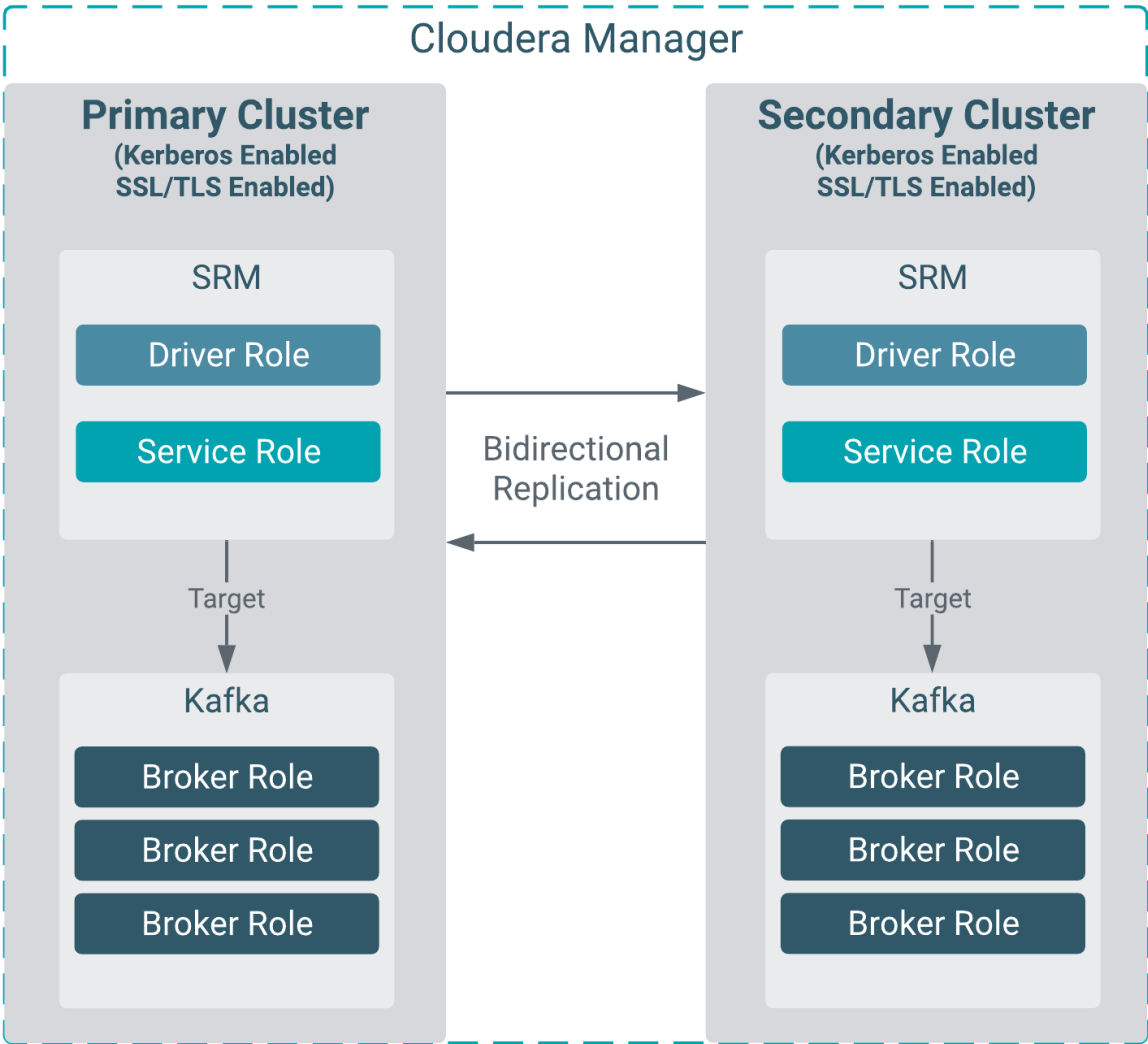 Cloudera Manager
Primary Cluster
(Kerberos Enabled
SSL/TLS Enabled)
SRM
Driver Role
Service Role
Target
Kafka
Broker Role
Broker Role
Broker Role
Bidirectional
Replication
Secondary Cluster
(Kerberos Enabled
SSL/TLS Enabled)
SRM
Driver Role
Service Role
Target
Kafka
Broker Role
Broker Role
Broker Role